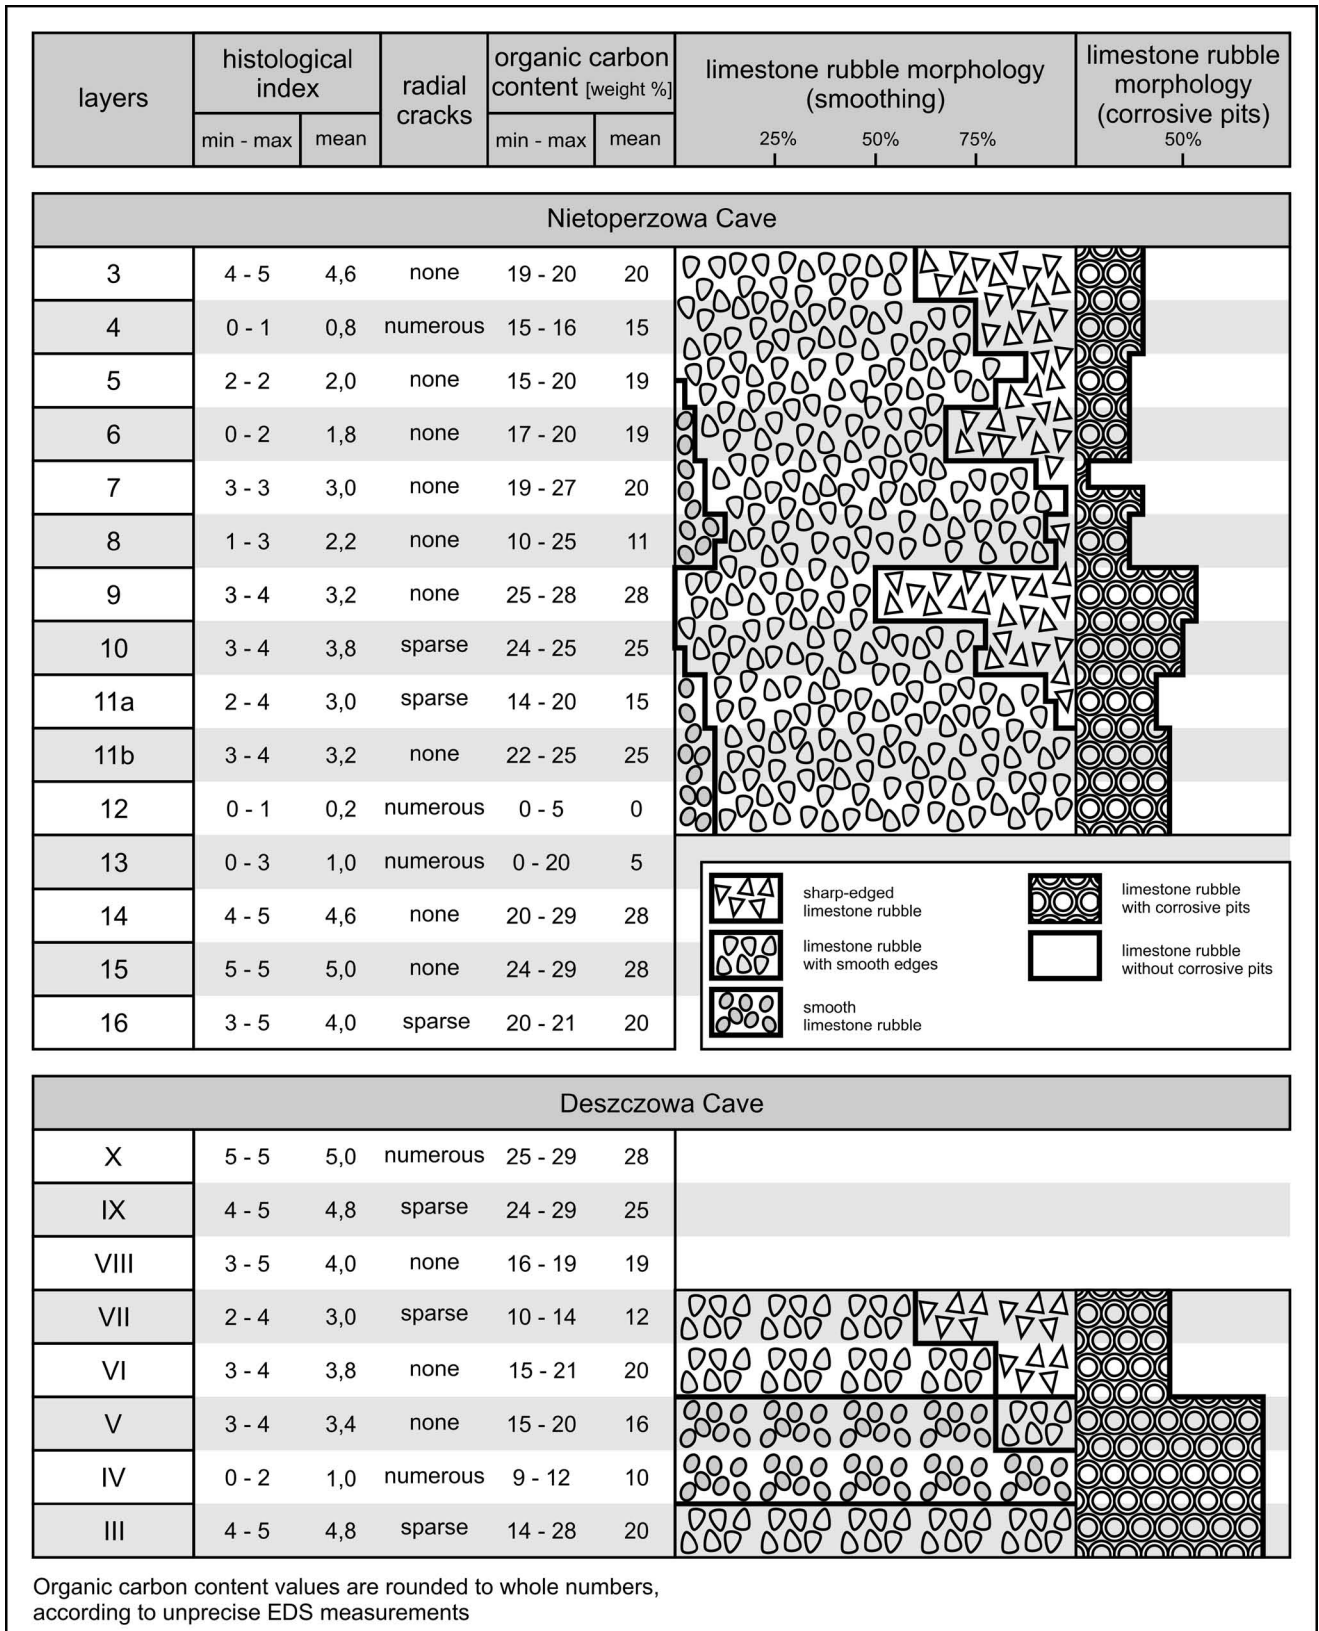 layers
histological
index
min - max
mean
radial
cracks
organic carbon
content [weight %]
min - max
mean
limestone rubble morphology
(smoothing)
25% 50% 75%
limestone rubble
morphology
(corrosive pits)
50%
Nietoperzowa Cave
3 4 - 5 4,6 none 19 - 20 20
4 0 - 1 0,8 numerous 15 - 16 15
5 2 - 2 2,0 none 15 - 20 19
6 0 - 2 1,8 none 17 - 20 19
7 3 - 3 3,0 none 19 - 27 20
8 1 - 3 2,2 none 10 - 25 11
9 3 - 4 3,2 none 25 - 28 28
10 3 - 4 3,8 sparse 24 - 25 25
11a 2 - 4 3,0 sparse 14 - 20 15
11b 3 - 4 3,2 none 22 - 25 25
12 0 - 1 0,2 numerous 0 - 5 0
13 0 - 3 1,0 numerous 0 - 20 5
14 4 - 5 4,6 none 20 - 29 28
15 5 - 5 5,0 none 24 - 29 28
16 3 - 5 4,0 sparse 20 - 21 20
sharp-edged
limestone rubble
limestone rubble
with smooth edges
smooth
limestone rubble
limestone rubble
with corrosive pits
limestone rubble
without corrosive pits
Deszczowa Cave
X 5 - 5 5,0 numerous 25 - 29 28
IX 4 - 5 4,8 sparse 24 - 29 25
VIII 3 - 5 4,0 none 16 - 19 19
VII 2 - 4 3,0 sparse 10 - 14 12
VI 3 - 4 3,8 none 15 - 21 20
V 3 - 4 3,4 none 15 - 20 16
IV 0 - 2 1,0 numerous 9 - 12 10
III 4 - 5 4,8 sparse 14 - 28 20
Organic carbon content values are rounded to whole numbers,
according to unprecise EDS measurements